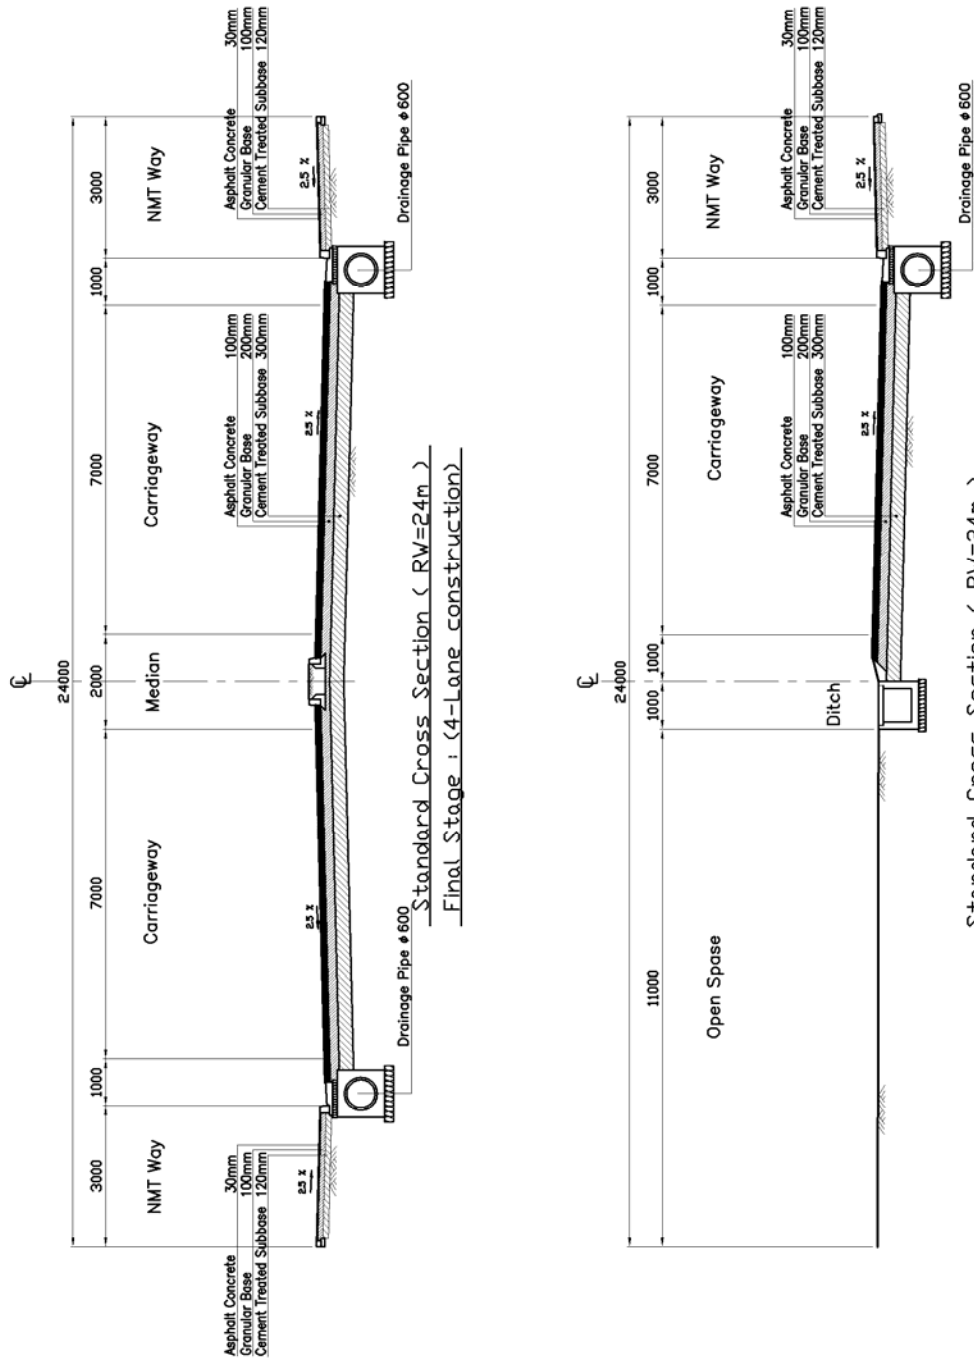 ℄
24000
3000
1000
7000
2000
7000
1000
3000
NMT Way
Carriageway
Median
Carriageway
NMT Way
Asphalt Concrete 30mm
Granular Base 100mm
Cement Treated Subbase 120mm
Asphalt Concrete 100mm
Granular Base 200mm
Cement Treated Subbase 300mm
Asphalt Concrete 30mm
Granular Base 100mm
Cement Treated Subbase 120mm
2.5 %
2.5 %
2.5 %
2.5 %
Drainage Pipe φ600
Drainage Pipe φ600
Standard Cross Section ( RW=24m )
Final Stage : (4-Lane construction)
℄
24000
11000
1000
1000
7000
1000
3000
Open Spase
Ditch
Carriageway
NMT Way
Asphalt Concrete 100mm
Granular Base 200mm
Cement Treated Subbase 300mm
Asphalt Concrete 30mm
Granular Base 100mm
Cement Treated Subbase 120mm
2.5 %
2.5 %
Drainage Pipe φ600
Standard Cross Section ( RW=24m )